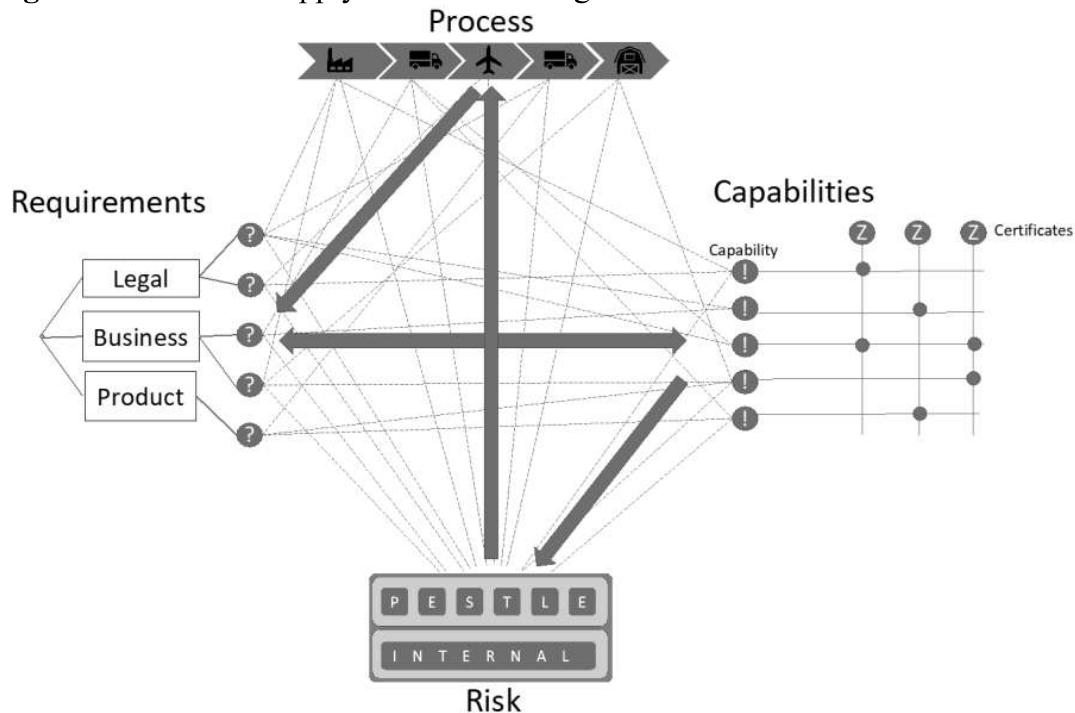 Process
Requirements
Capabilities
Z Z Z Certificates
Capability
?
?
?
?
?
!
!
!
!
!
Legal
Business
Product
P E S T L E
I N T E R N A L
Risk